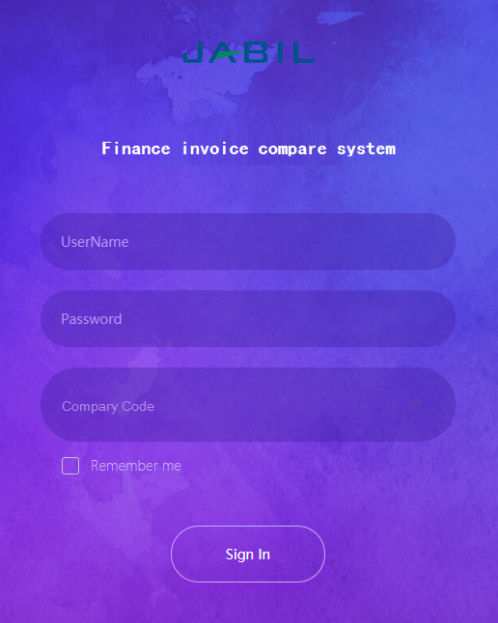 JABIL
Finance invoice compare system
UserName
Password
Company Code
Remember me
Sign In